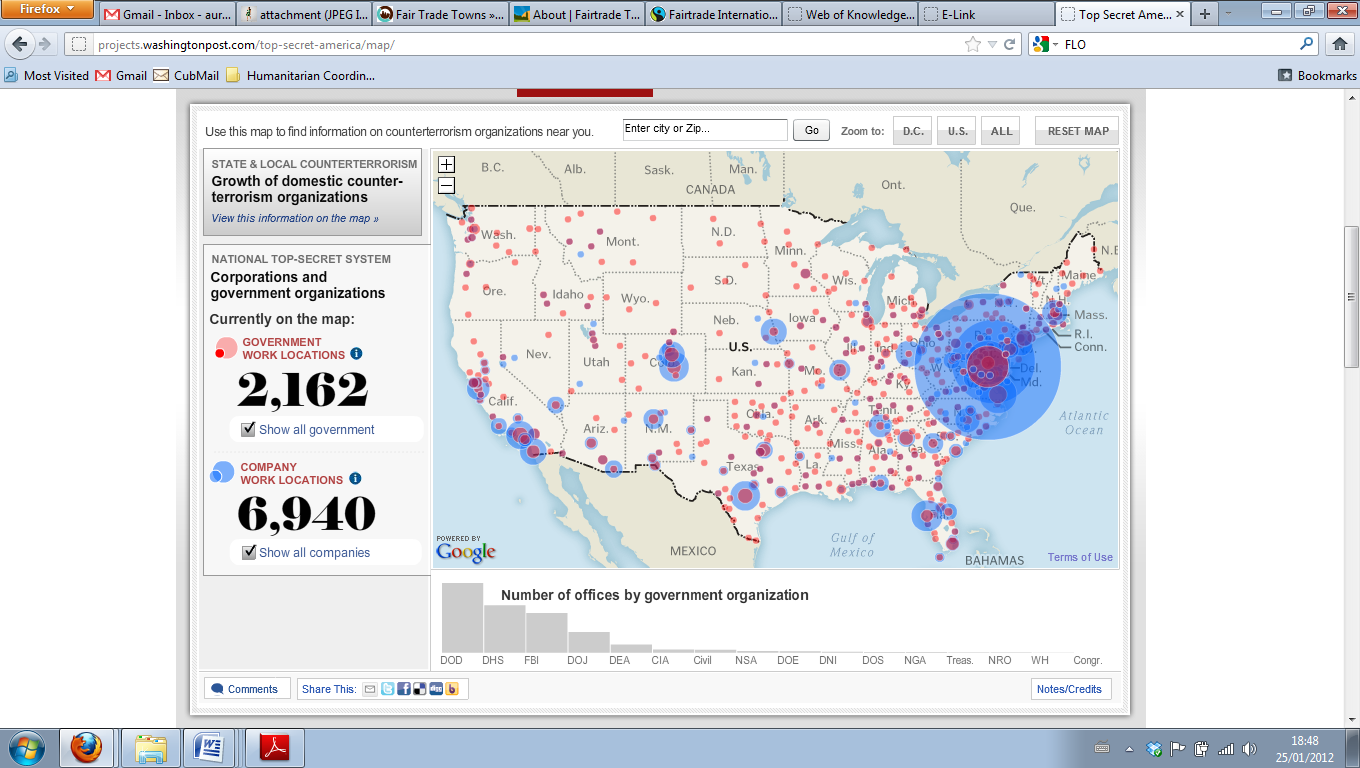 Firefox
Gmail - Inbox - aur...
attachment (JPEG I...
Fair Trade Towns »...
About | Fairtrade T...
Fairtrade Internatio...
Web of Knowledge...
E-Link
Top Secret Ame...
projects.washingtonpost.com/top-secret-america/map/
FLO
Most Visited
Gmail
CubMail
Humanitarian Coordin...
Bookmarks
Use this map to find information on counterterrorism organizations near you.
Enter city or Zip...
Go
Zoom to:
D.C.
U.S.
ALL
RESET MAP
STATE & LOCAL COUNTERTERRORISM
Growth of domestic counter-
terrorism organizations
View this information on the map »
NATIONAL TOP-SECRET SYSTEM
Corporations and
government organizations
Currently on the map:
GOVERNMENT
WORK LOCATIONS
2,162
Show all government
COMPANY
WORK LOCATIONS
6,940
Show all companies
B.C.
Alb.
Sask.
Man.
CANADA
Ont.
Que.
Wash.
Mont.
N.D.
Minn.
Vt.
Maine
N.H.
Ore.
Idaho
Wyo.
S.D.
Wis.
Mich.
Mass.
R.I.
Conn.
Nev.
Utah
Colo.
Neb.
Iowa
U.S.
Kan.
Mo.
Ill.
Ind.
Ohio
W.V.
Ky.
Del.
Md.
Calif.
Ariz.
N.M.
Okla.
Ark.
Tenn.
Miss.
Ala.
Ga.
Texas
La.
Atlantic
Ocean
Gulf of
Mexico
MEXICO
BAHAMAS
POWERED BY
Google
Terms of Use
Number of offices by government organization
DOD
DHS
FBI
DOJ
DEA
CIA
Civil
NSA
DOE
DNI
DOS
NGA
Treas.
NRO
WH
Congr.
Comments
Share This:
digg
b
Notes/Credits
18:48
25/01/2012